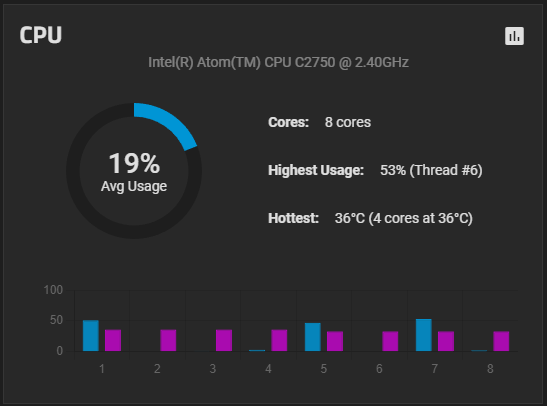 CPU
Intel(R) Atom(TM) CPU C2750 @ 2.40GHz
19%
Avg Usage
Cores: 8 cores
Highest Usage: 53% (Thread #6)
Hottest: 36°C (4 cores at 36°C)
100
50
0
1 2 3 4 5 6 7 8